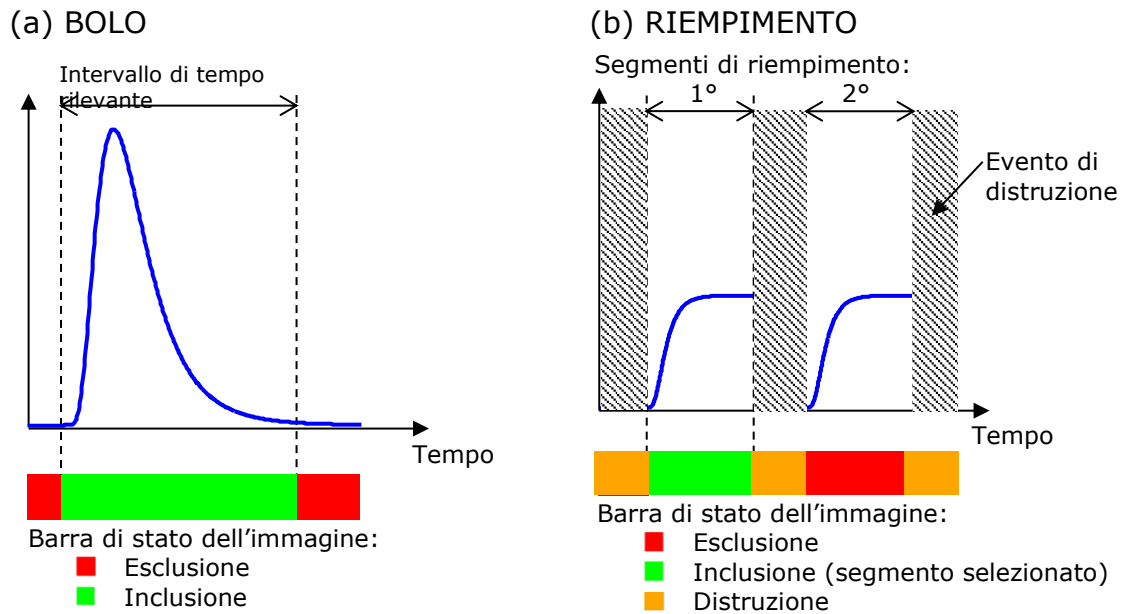 (a) BOLO
Intervallo di tempo
rilevante
Tempo
Barra di stato dell'immagine:
Esclusione
Inclusione
(b) RIEMPIMENTO
Segmenti di riempimento:
1° 2°
Evento di
distruzione
Tempo
Barra di stato dell'immagine:
Esclusione
Inclusione (segmento selezionato)
Distruzione